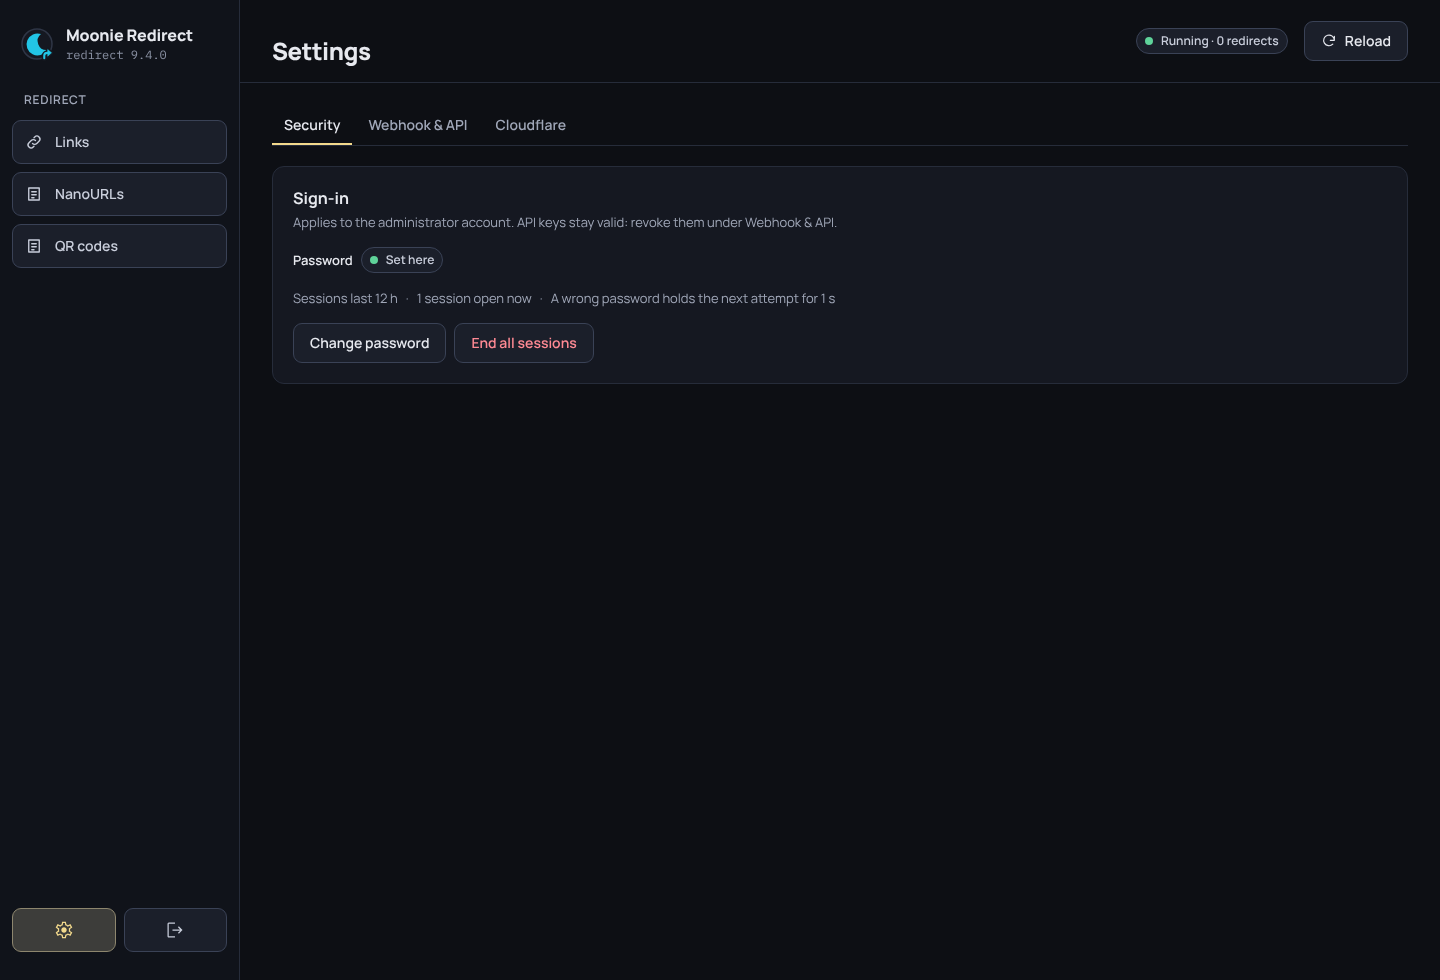 Moonie Redirect
redirect 9.4.0
REDIRECT
Links
NanoURLs
QR codes
Settings
Running · 0 redirects
Reload
Security
Webhook & API
Cloudflare
Sign-in
Applies to the administrator account. API keys stay valid: revoke them under Webhook & API.
Password
Set here
Sessions last 12 h · 1 session open now · A wrong password holds the next attempt for 1 s
Change password
End all sessions